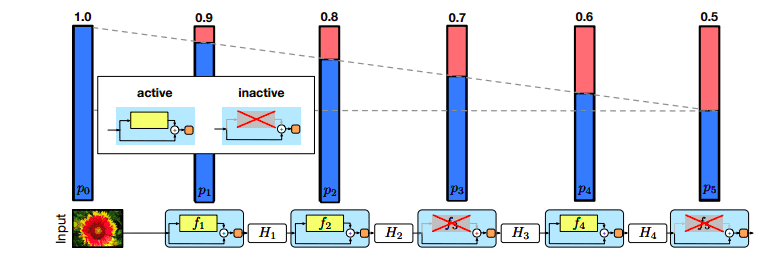 1.0 0.9 0.8 0.7 0.6 0.5
active inactive
p₀ p₁ p₂ p₃ p₄ p₅
Input f₁ H₁ f₂ H₂ f₃ H₃ f₄ H₄ f₅